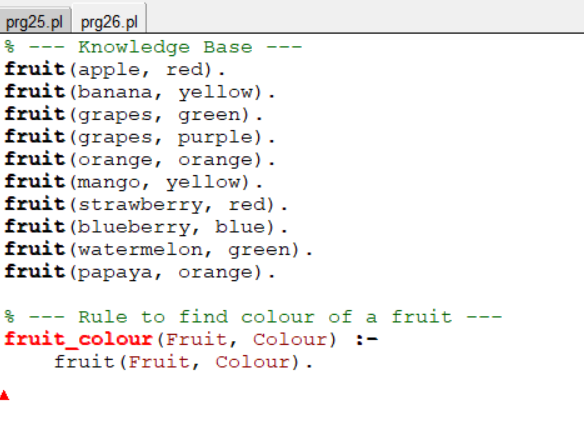 prg25.pl prg26.pl
% --- Knowledge Base ---
fruit(apple, red).
fruit(banana, yellow).
fruit(grapes, green).
fruit(grapes, purple).
fruit(orange, orange).
fruit(mango, yellow).
fruit(strawberry, red).
fruit(blueberry, blue).
fruit(watermelon, green).
fruit(papaya, orange).
% --- Rule to find colour of a fruit ---
fruit_colour(Fruit, Colour) :-
    fruit(Fruit, Colour).